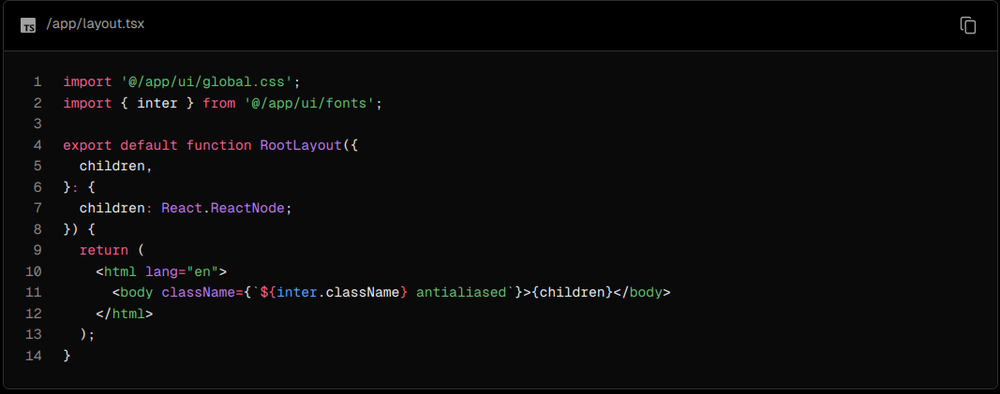 TS /app/layout.tsx
1 import '@/app/ui/global.css';
2 import { inter } from '@/app/ui/fonts';
3
4 export default function RootLayout({
5   children,
6 }: {
7   children: React.ReactNode;
8 }) {
9   return (
10     <html lang="en">
11       <body className={`${inter.className} antialiased`}>{children}</body>
12     </html>
13   );
14 }